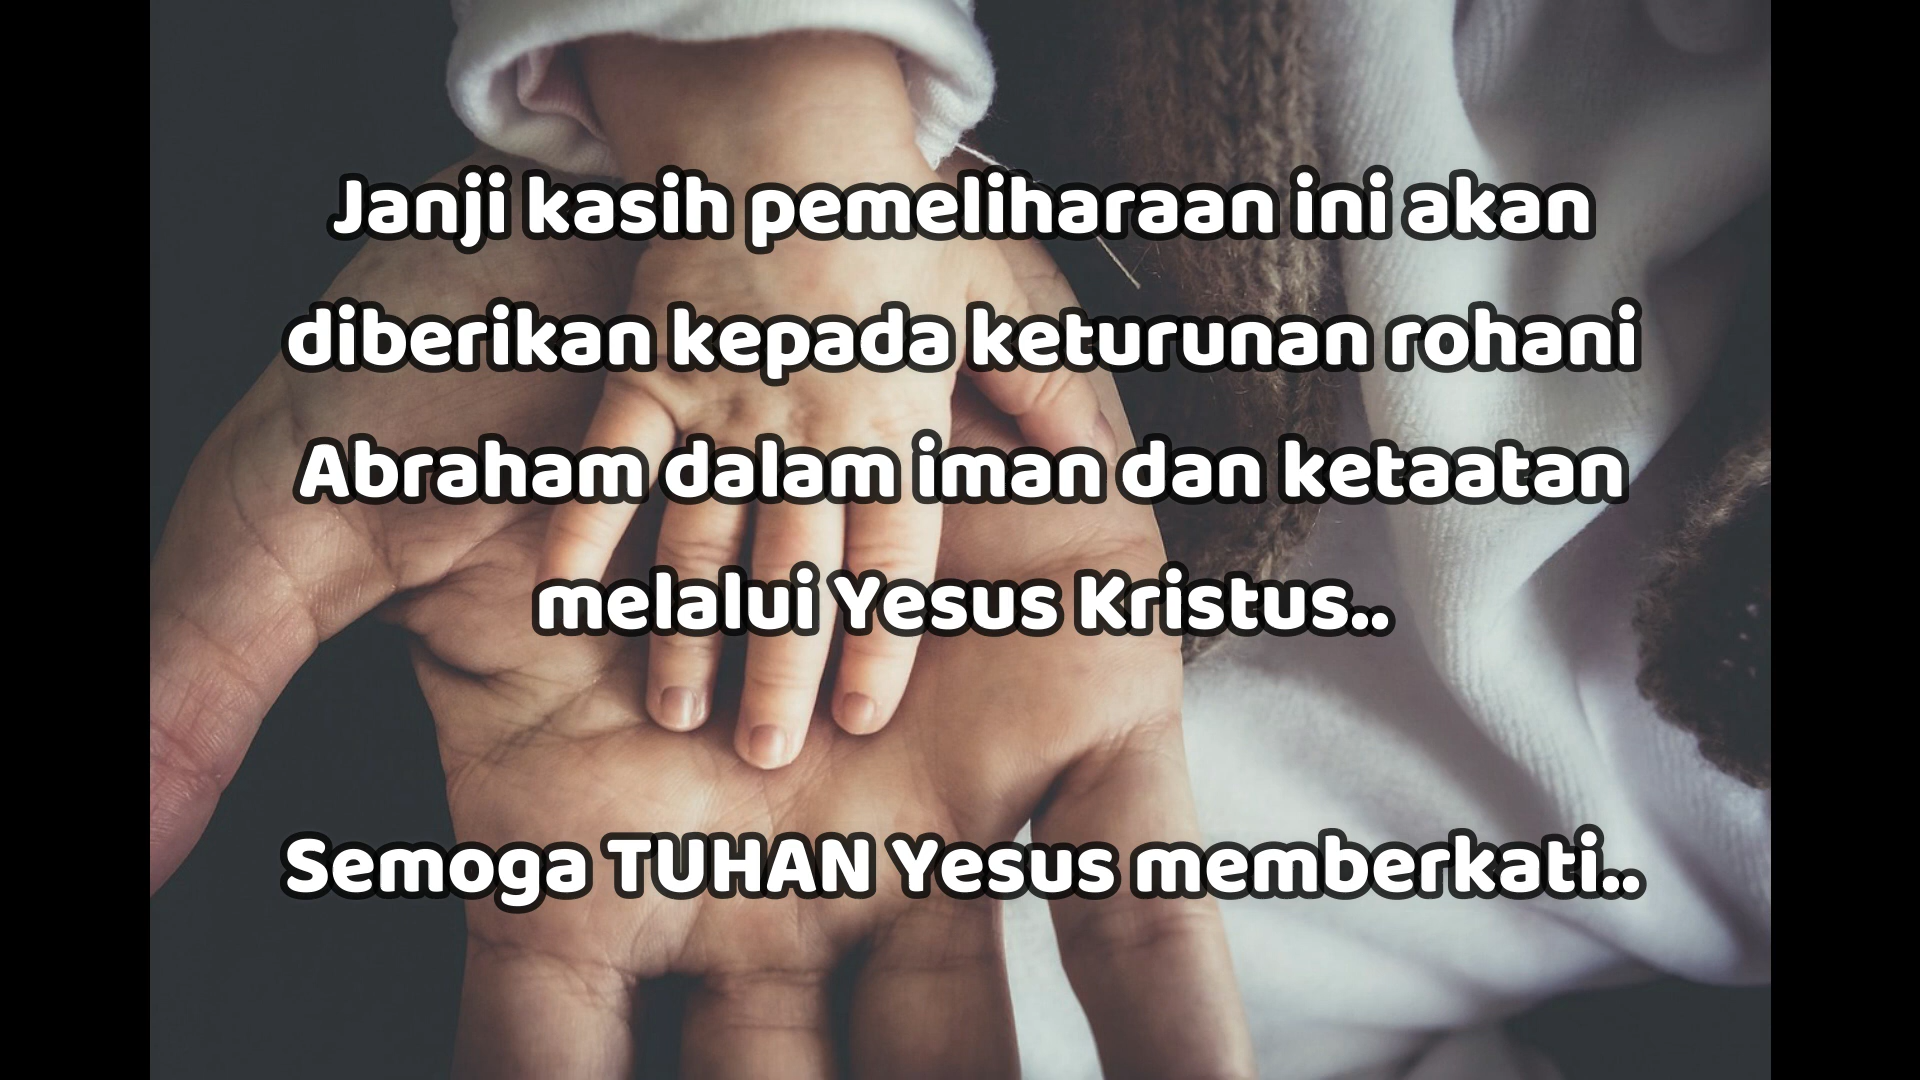 Janji kasih pemeliharaan ini akan
diberikan kepada keturunan rohani
Abraham dalam iman dan ketaatan
melalui Yesus Kristus..
Semoga TUHAN Yesus memberkati..